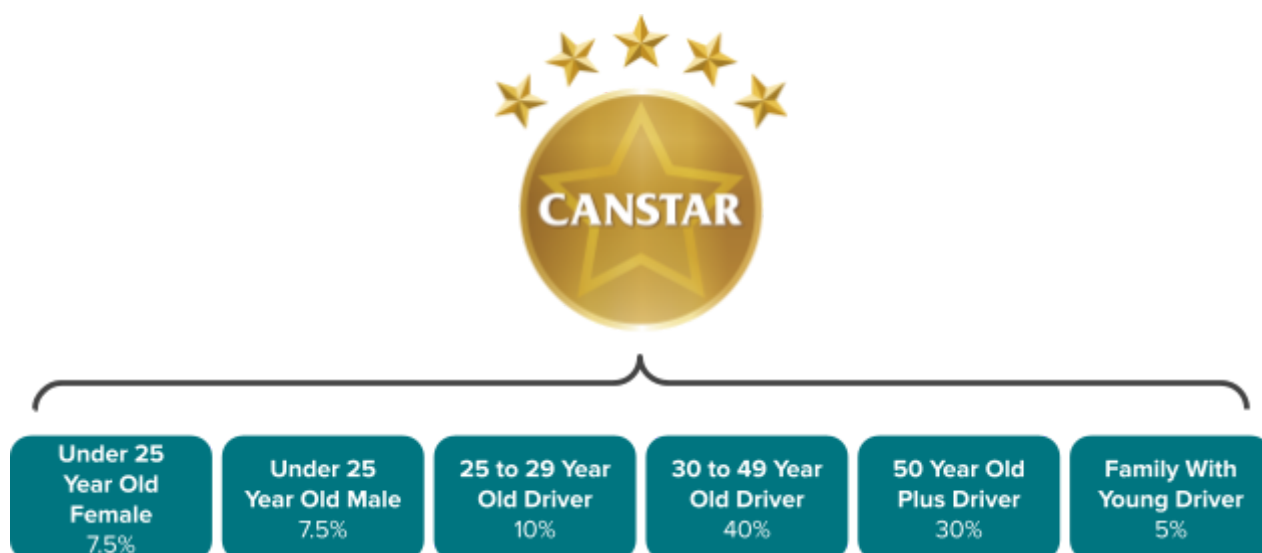 CANSTAR
Under 25
Year Old
Female
7.5%
Under 25
Year Old Male
7.5%
25 to 29 Year
Old Driver
10%
30 to 49 Year
Old Driver
40%
50 Year Old
Plus Driver
30%
Family With
Young Driver
5%